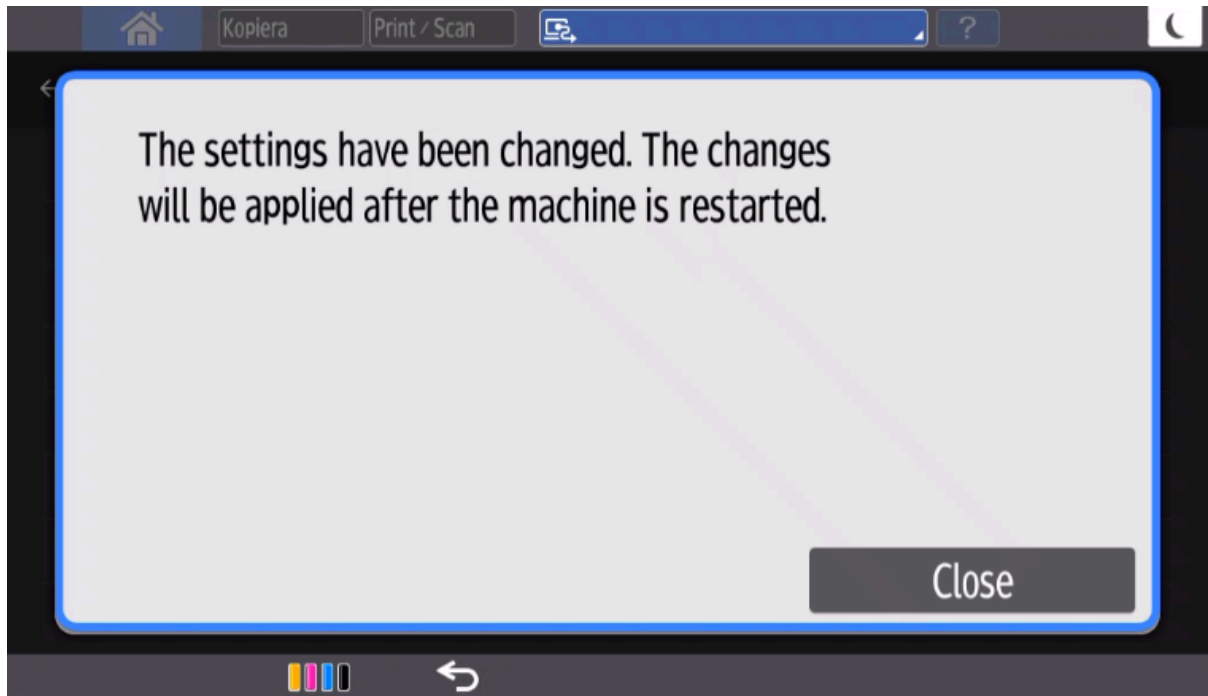 Kopiera
Print / Scan
?
The settings have been changed. The changes
will be applied after the machine is restarted.
Close